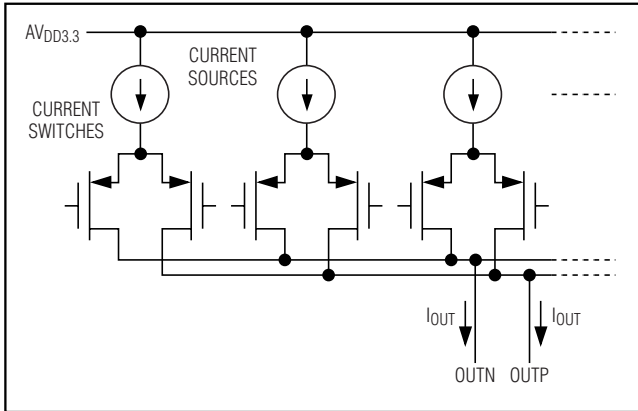 AVDD3.3
CURRENT
SOURCES
CURRENT
SWITCHES
IOUT
IOUT
OUTN
OUTP